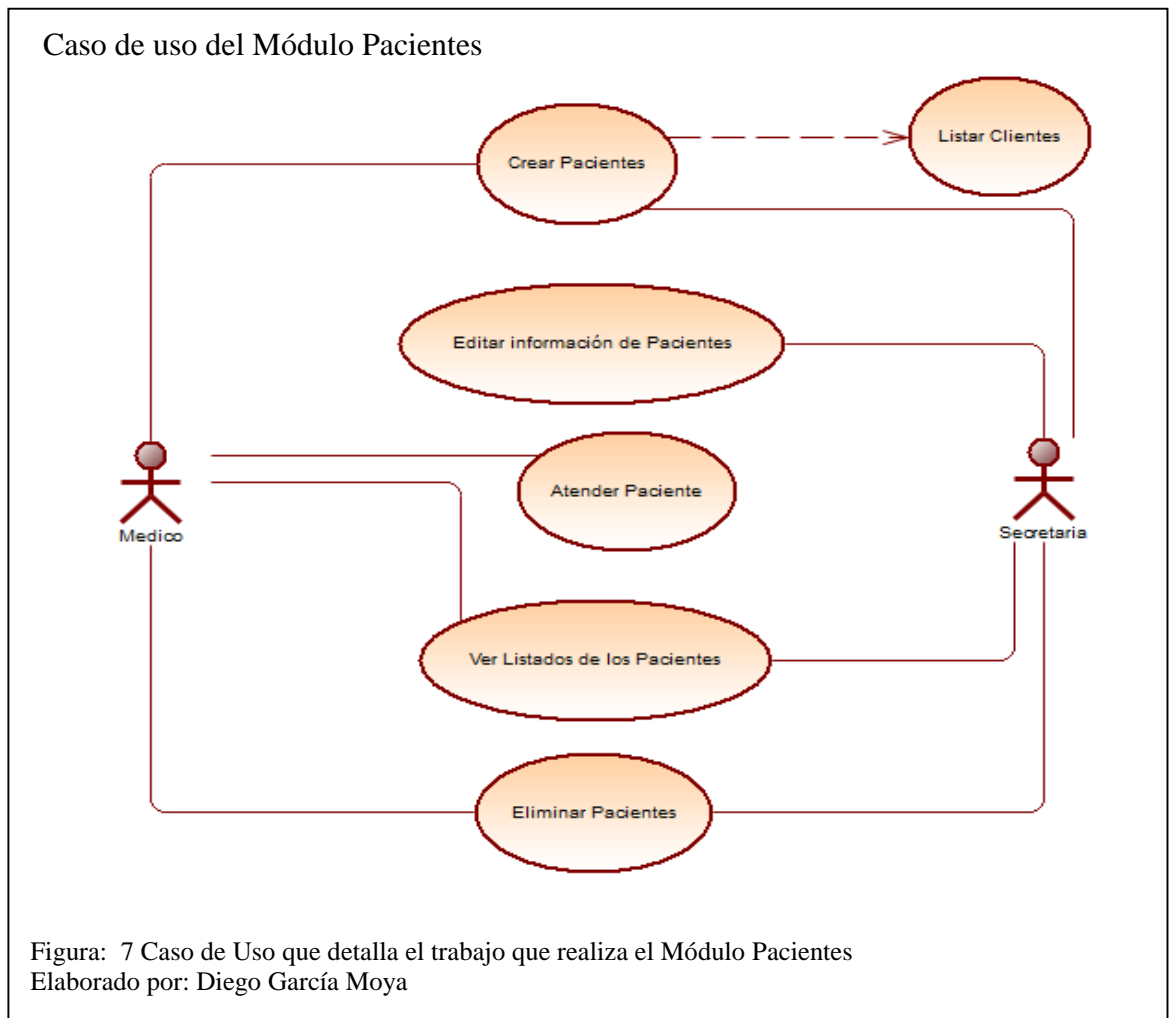 Caso de uso del Módulo Pacientes
Crear Pacientes
Listar Clientes
Editar información de Pacientes
Atender Paciente
Medico
Secretaria
Ver Listados de los Pacientes
Eliminar Pacientes
Figura: 7 Caso de Uso que detalla el trabajo que realiza el Módulo Pacientes
Elaborado por: Diego García Moya